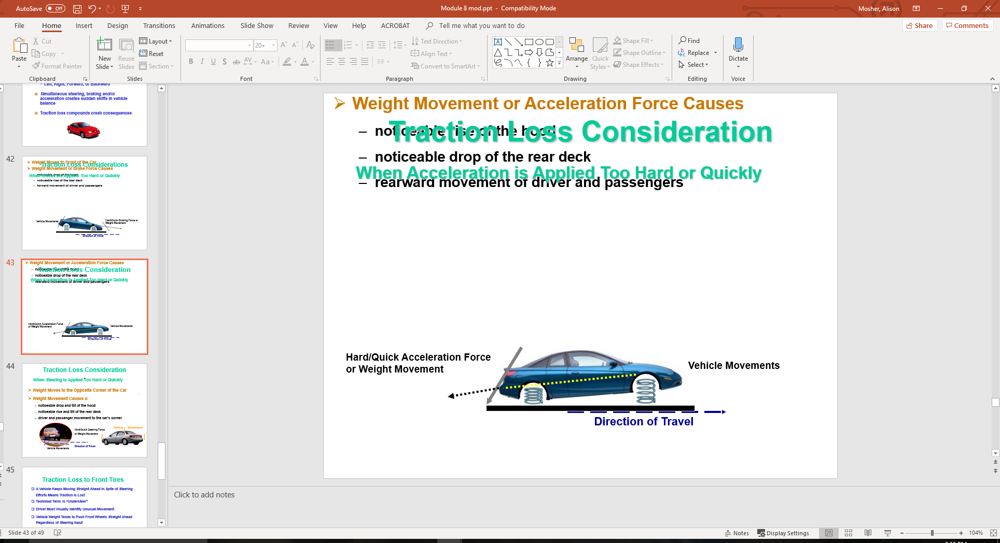 AutoSave Off
Module 8 mod.ppt - Compatibility Mode
Mosher, Alison
File Home Insert Design Transitions Animations Slide Show Review View Help ACROBAT Tell me what you want to do
Share Comments
Paste
Cut
Copy
Format Painter
Clipboard
New Slide
Reuse Slides
Layout
Reset
Section
Slides
20+
Font
Text Direction
Align Text
Convert to SmartArt
Paragraph
Arrange
Quick Styles
Shape Fill
Shape Outline
Shape Effects
Drawing
Find
Replace
Select
Editing
Dictate
Voice
- Left, Right, Forward, or Backward
Simultaneous steering, braking and/or
acceleration creates sudden shifts in vehicle
balance
Traction loss compounds crash consequences
42
Weight Moves to Front of the Car
Traction Loss Considerations
Weight Movement or Brake Force Causes
When Brakes are Applied Too Hard or Quickly
– noticeable rise of the rear deck
– forward movement of driver and passengers
Vehicle Movements
Hard/Quick Braking Force or
Weight Movement
Direction of Travel
43
Weight Movement or Acceleration Force Causes
– noticeable rise of the hood
Traction Loss Consideration
– noticeable drop of the rear deck
When Acceleration is Applied Too Hard or Quickly
– rearward movement of driver and passengers
Hard/Quick Acceleration Force
or Weight Movement
Vehicle Movements
Direction of Travel
44
Traction Loss Consideration
When Steering is Applied Too Hard or Quickly
Weight Moves to the Opposite Corner of the Car
Weight Movement Causes a:
– noticeable drop and tilt of the hood
– noticeable rise and tilt of the rear deck
– driver and passenger movement to the car's corner
Hard/Quick Steering Force
or Weight Movement
Vehicle Movements
Direction of Travel
Vehicle Movements
45
Traction Loss to Front Tires
A Vehicle Keeps Moving Straight Ahead in Spite of Steering
Efforts Means Traction is Lost
Technical Term is "Understeer"
Driver Must Visually Identify Unusual Movement
Vehicle Weight Tends to Push Front Wheels Straight Ahead
Regardless of Steering Input
Weight Movement or Acceleration Force Causes
– noticeable rise of the hood
Traction Loss Consideration
– noticeable drop of the rear deck
When Acceleration is Applied Too Hard or Quickly
– rearward movement of driver and passengers
Hard/Quick Acceleration Force
or Weight Movement
Vehicle Movements
Direction of Travel
Click to add notes
Slide 43 of 49
Notes
Display Settings
104%